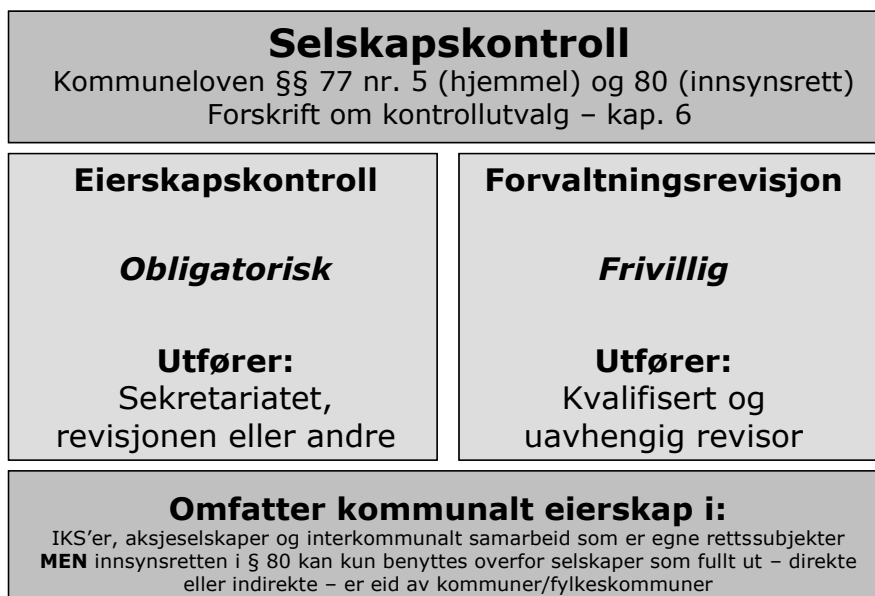 Selskapskontroll
Kommuneloven §§ 77 nr. 5 (hjemmel) og 80 (innsynsrett)
Forskrift om kontrollutvalg – kap. 6
Eierskapskontroll
Obligatorisk
Utfører:
Sekretariatet,
revisjonen eller andre
Forvaltningsrevisjon
Frivillig
Utfører:
Kvalifisert og
uavhengig revisor
Omfatter kommunalt eierskap i:
IKS’er, aksjeselskaper og interkommunalt samarbeid som er egne rettssubjekter
MEN innsynsretten i § 80 kan kun benyttes overfor selskaper som fullt ut – direkte
eller indirekte – er eid av kommuner/fylkeskommuner